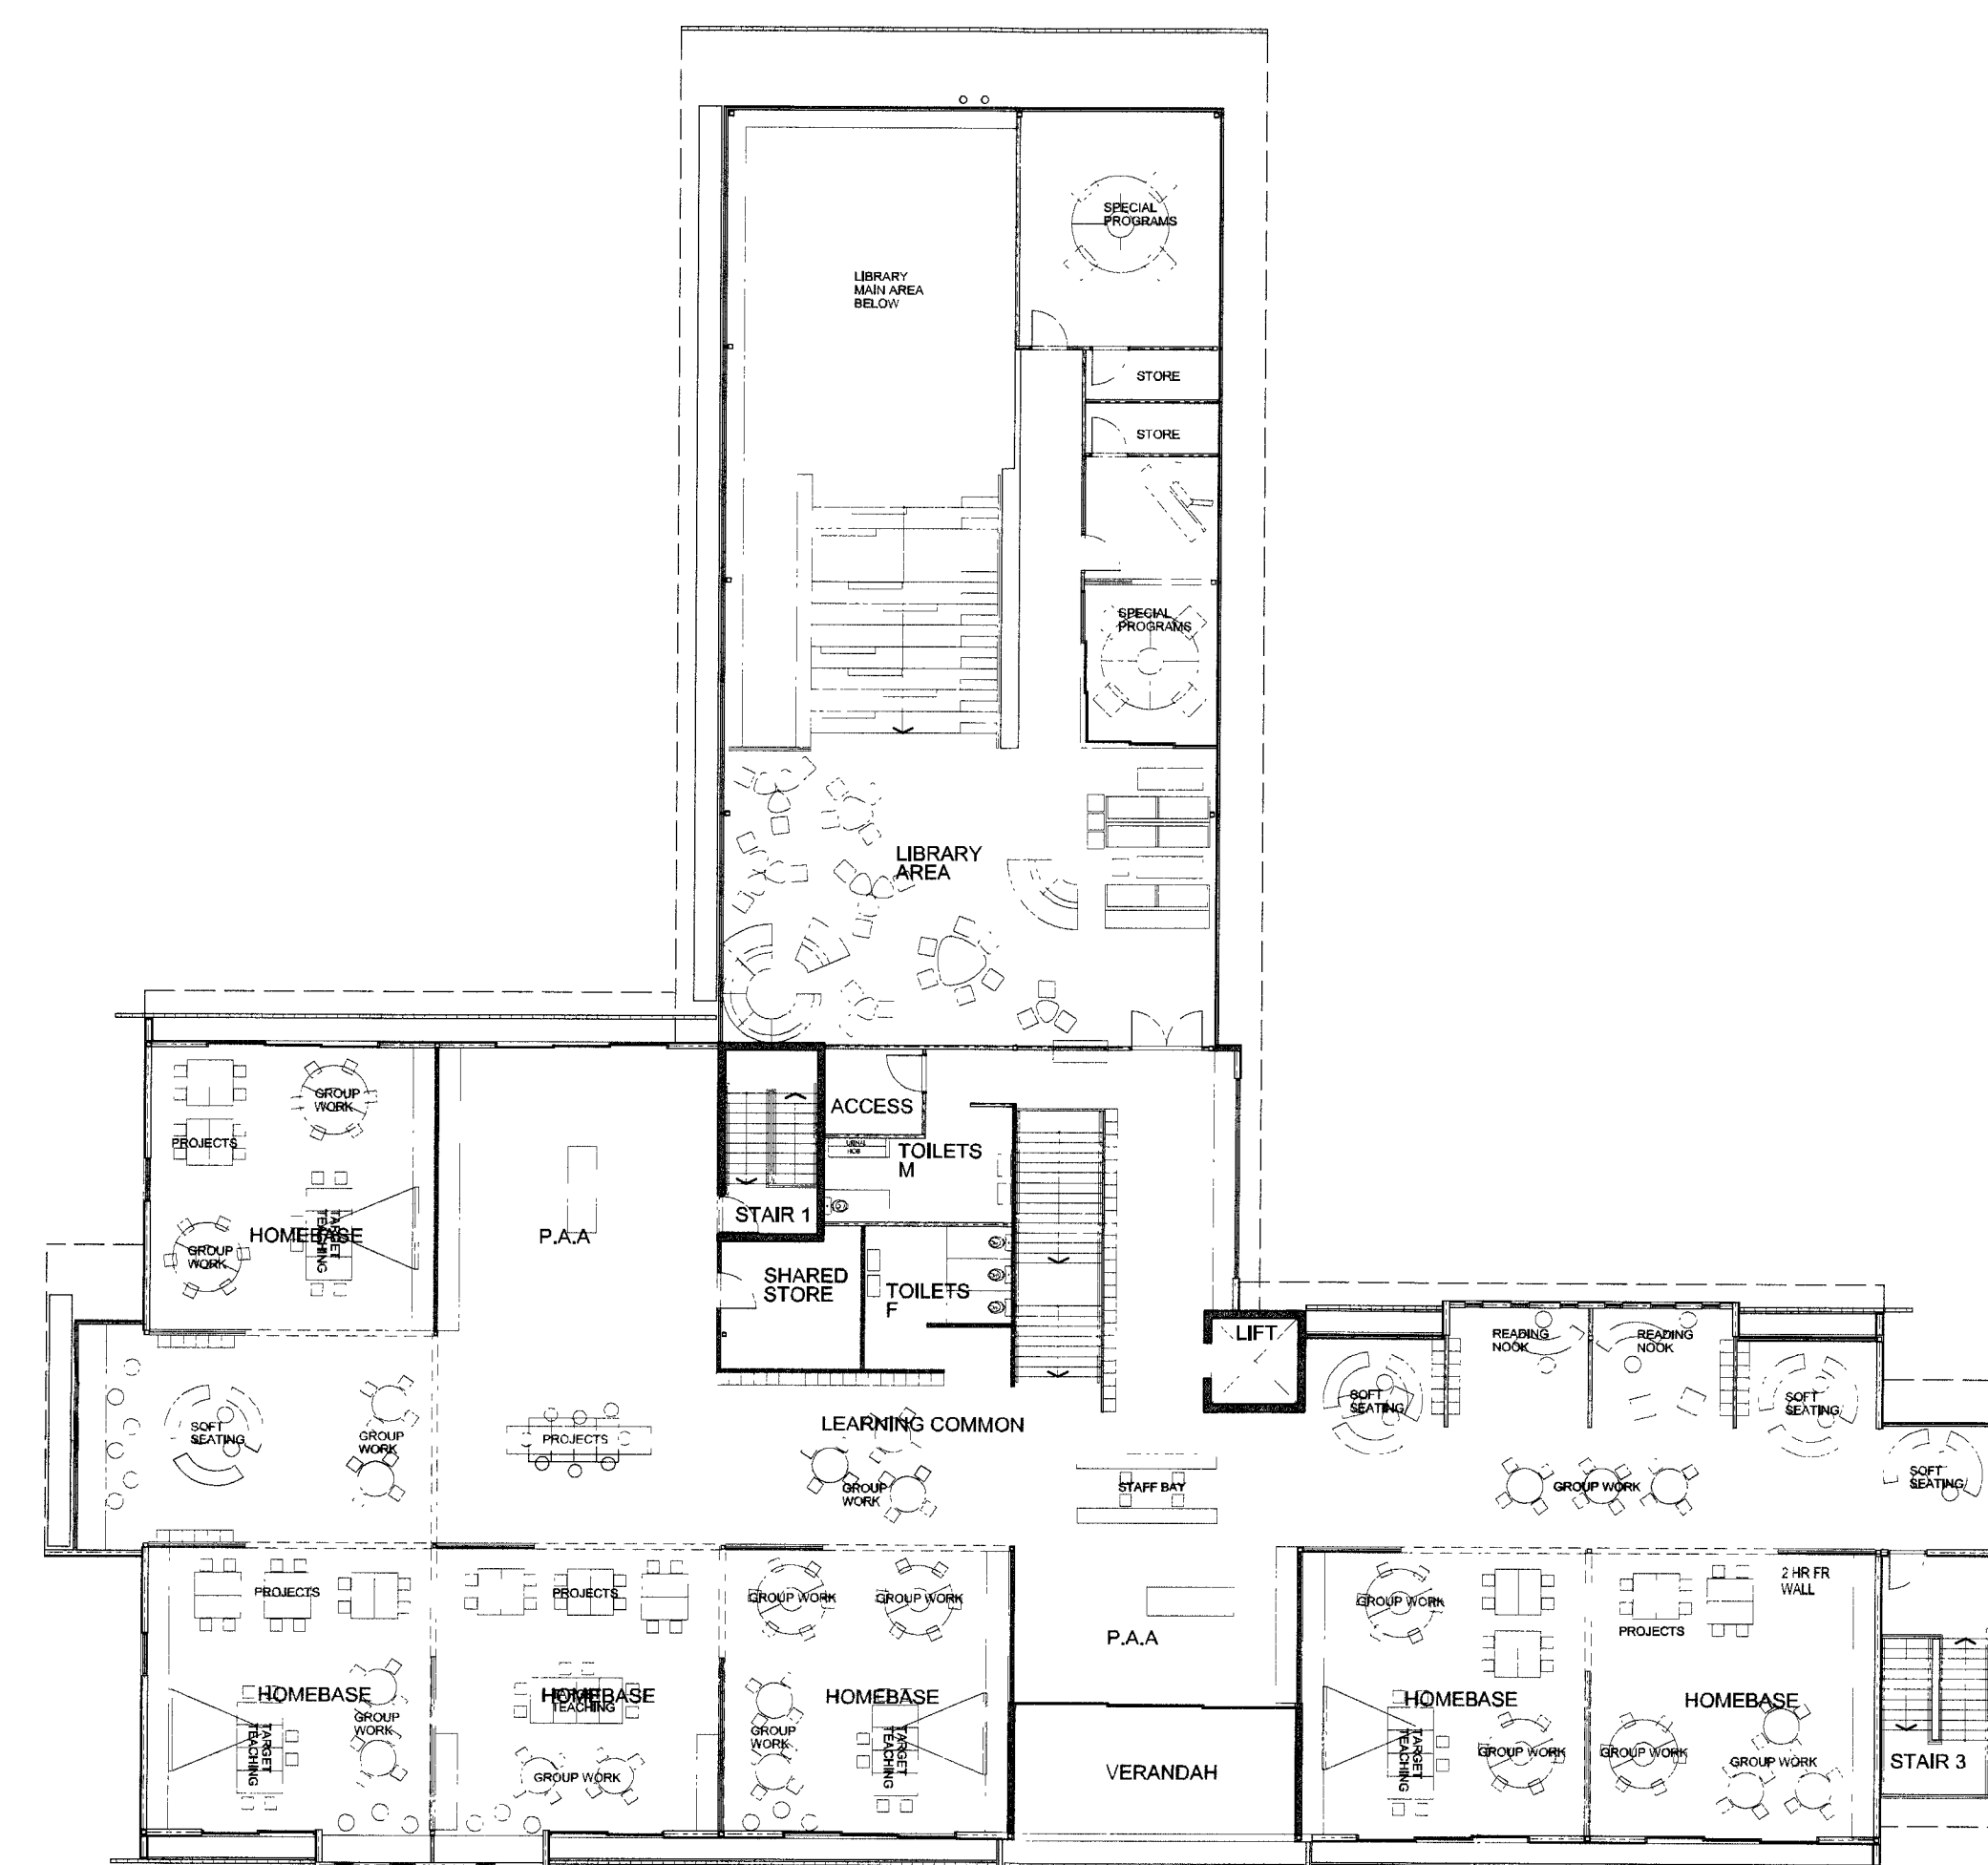 SPECIAL
PROGRAMS
LIBRARY
MAIN AREA
BELOW
STORE
STORE
SPECIAL
PROGRAMS
LIBRARY
AREA
GROUP
WORK
PROJECTS
ACCESS
URINAL
HOB
TOILETS
M
STAIR 1
HOMEBASE
TARGET
TEACHING
GROUP
WORK
P.A.A
SHARED
STORE
TOILETS
F
LIFT
READING
NOOK
READING
NOOK
SOFT
SEATING
SOFT
SEATING
SOFT
SEATING
GROUP
WORK
PROJECTS
LEARNING COMMON
GROUP
WORK
STAFF BAY
GROUP WORK
SOFT
SEATING
PROJECTS
PROJECTS
GROUP WORK
GROUP WORK
GROUP WORK
2 HR FR
WALL
PROJECTS
P.A.A
HOMEBASE
HOMEBASE
TARGET
TEACHING
HOMEBASE
HOMEBASE
HOMEBASE
GROUP
WORK
TARGET
TEACHING
GROUP WORK
GROUP
WORK
TARGET
TEACHING
VERANDAH
TARGET
TEACHING
GROUP WORK
GROUP WORK
GROUP WORK
STAIR 3